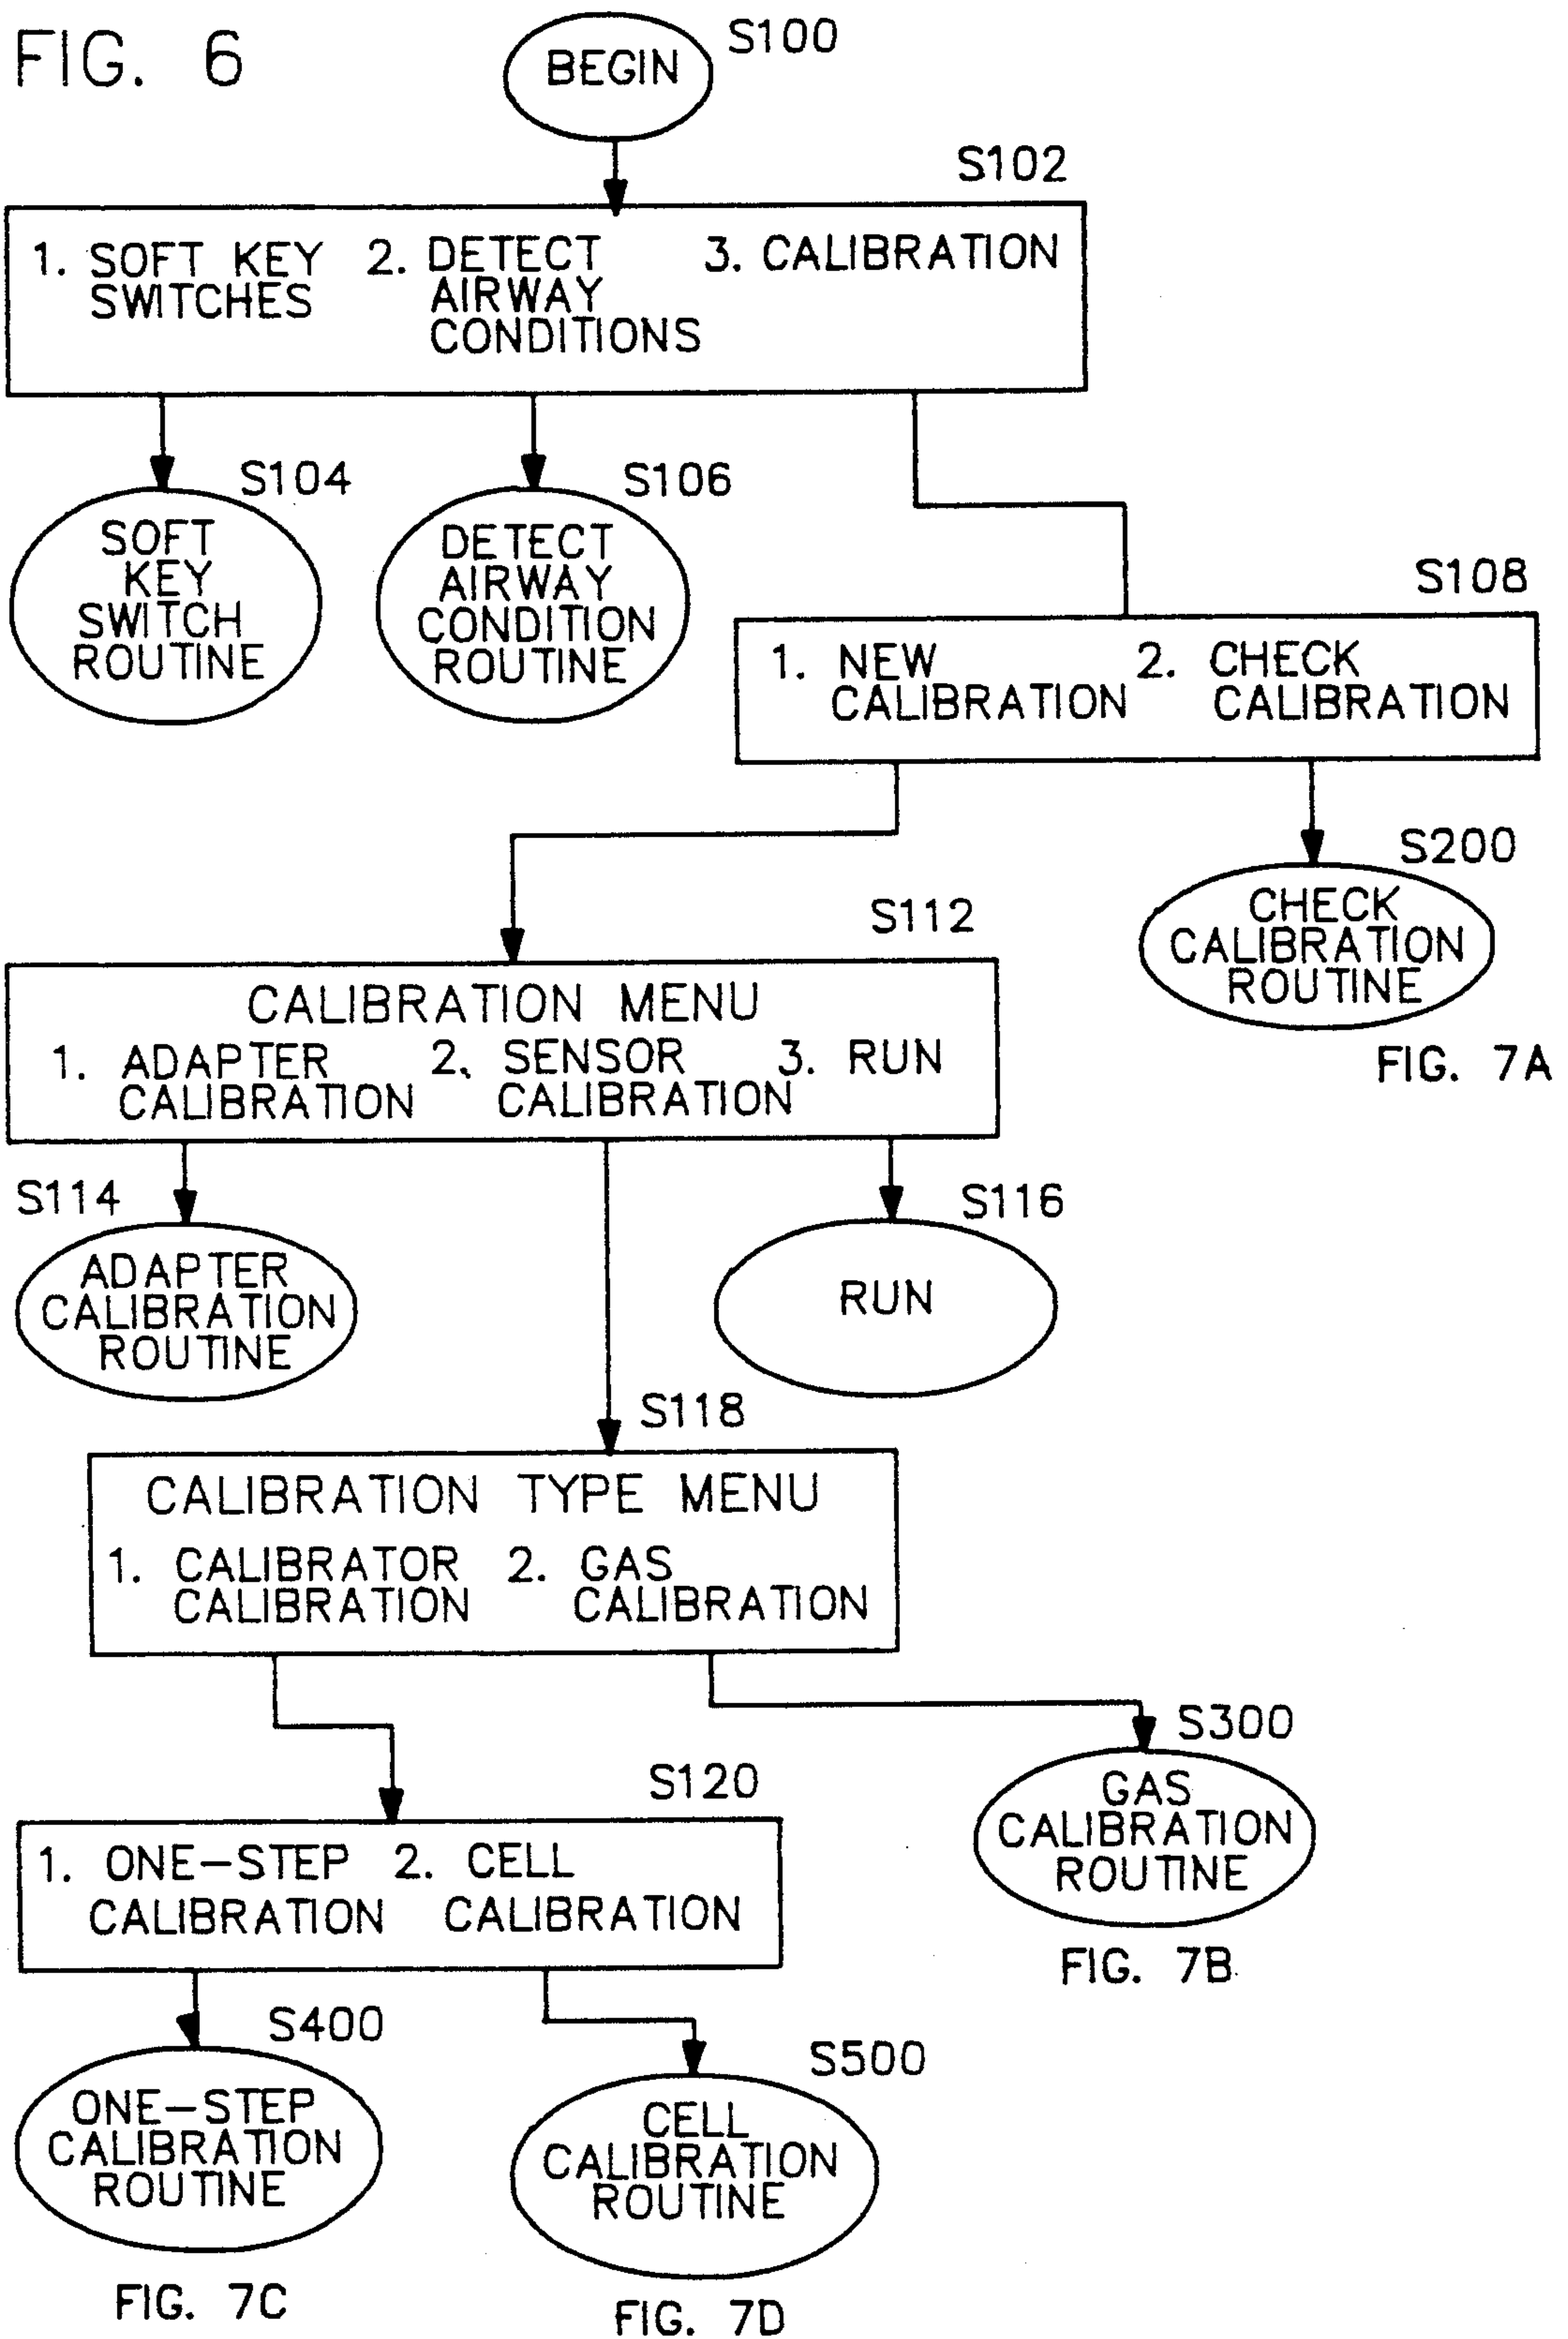 FIG. 6
BEGIN
S100
S102
1. SOFT KEY SWITCHES
2. DETECT AIRWAY CONDITIONS
3. CALIBRATION
S104
SOFT
KEY
SWITCH
ROUTINE
S106
DETECT
AIRWAY
CONDITION
ROUTINE
S108
1. NEW CALIBRATION
2. CHECK CALIBRATION
S200
CHECK
CALIBRATION
ROUTINE
FIG. 7A
S112
CALIBRATION MENU
1. ADAPTER CALIBRATION
2. SENSOR CALIBRATION
3. RUN
S114
ADAPTER
CALIBRATION
ROUTINE
S116
RUN
S118
CALIBRATION TYPE MENU
1. CALIBRATOR CALIBRATION
2. GAS CALIBRATION
S300
GAS
CALIBRATION
ROUTINE
FIG. 7B
S120
1. ONE-STEP CALIBRATION
2. CELL CALIBRATION
S400
ONE-STEP
CALIBRATION
ROUTINE
FIG. 7C
S500
CELL
CALIBRATION
ROUTINE
FIG. 7D